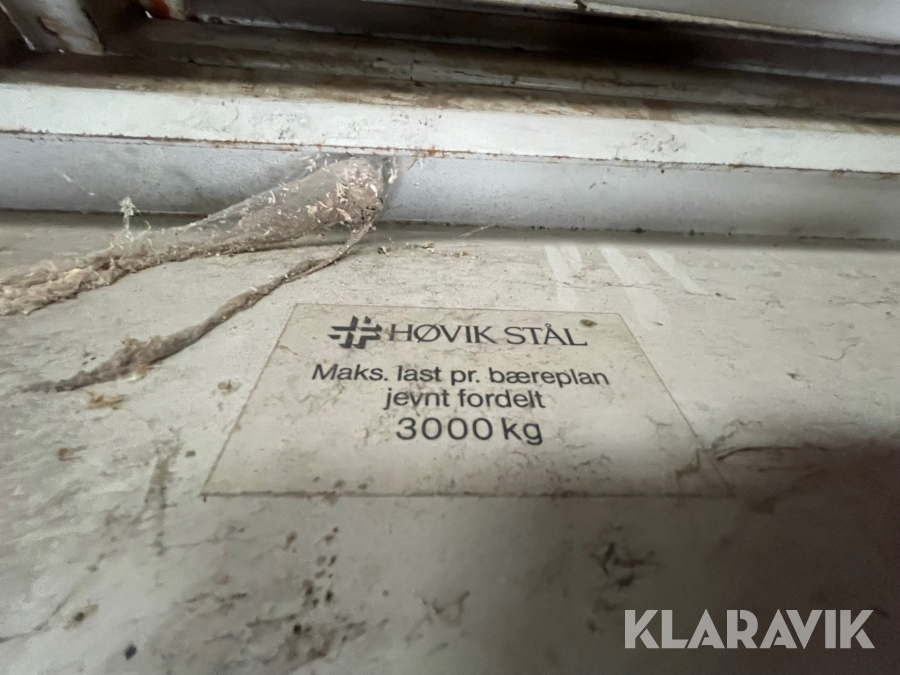 HØVIK STÅL
Maks. last pr. bæreplan
jevnt fordelt
3000 kg
KLARAVIK